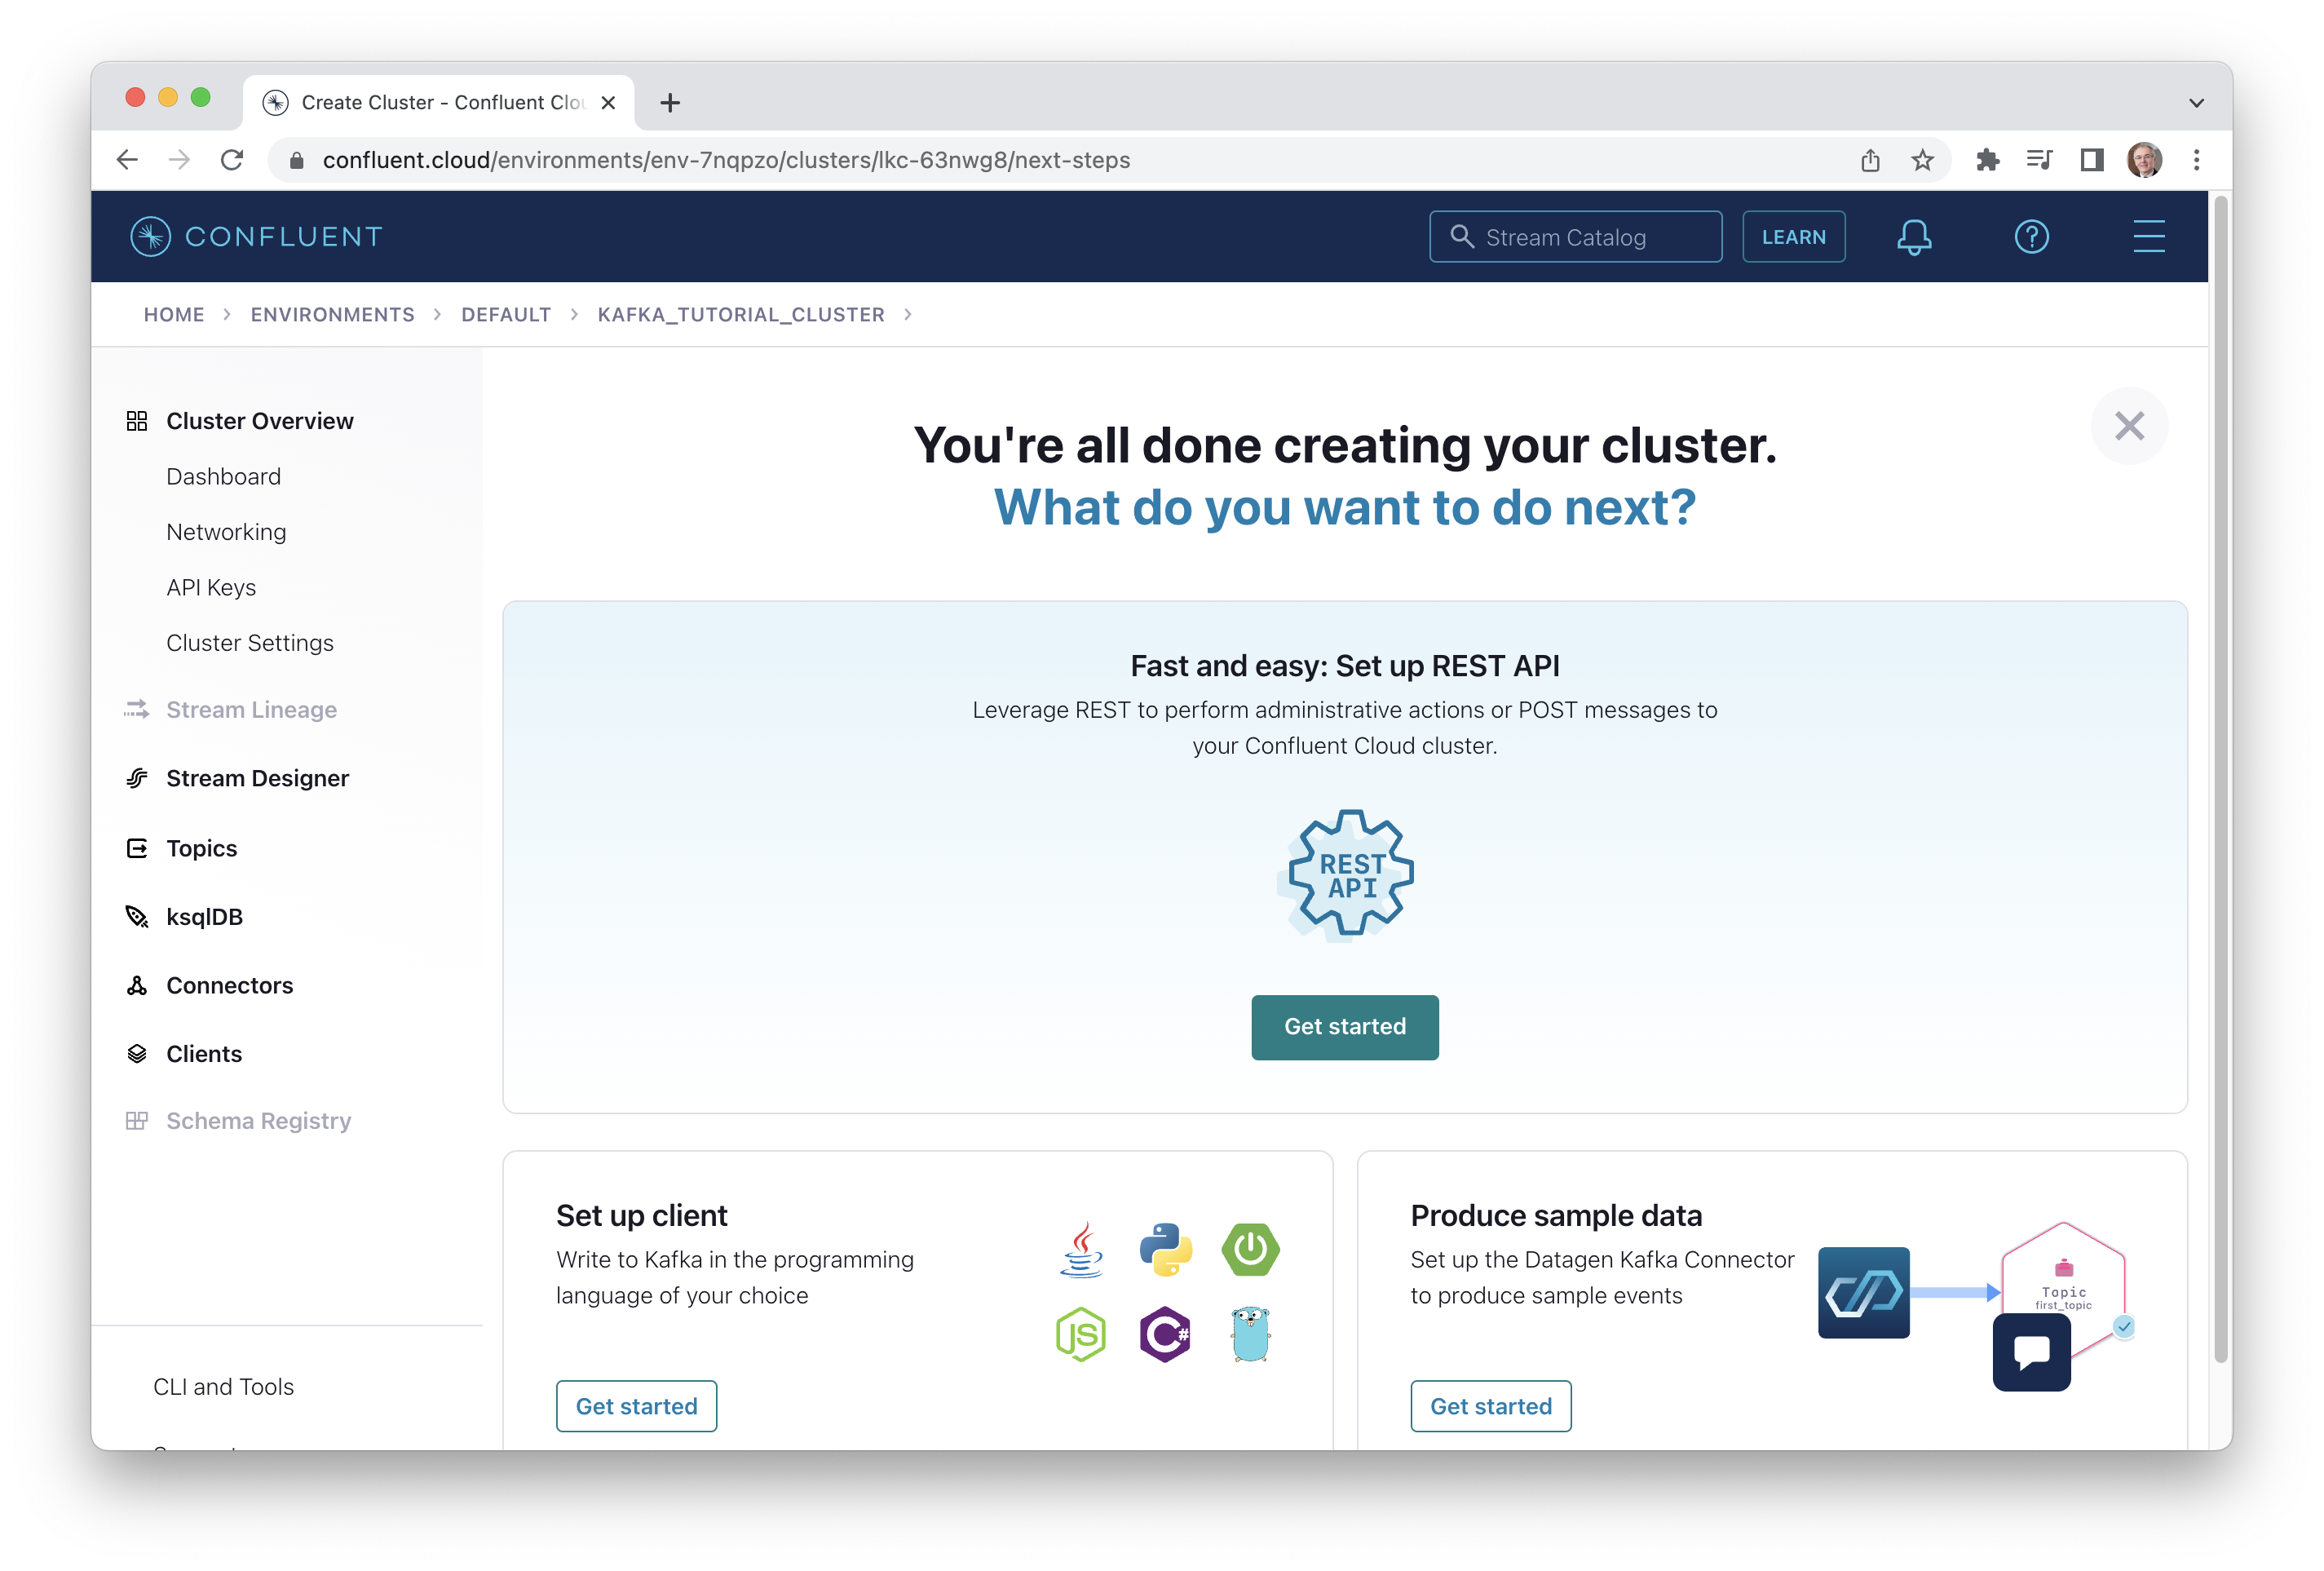 Create Cluster - Confluent Clou
confluent.cloud/environments/env-7nqpzo/clusters/lkc-63nwg8/next-steps
CONFLUENT
Stream Catalog
LEARN
HOME > ENVIRONMENTS > DEFAULT > KAFKA_TUTORIAL_CLUSTER >
Cluster Overview
Dashboard
Networking
API Keys
Cluster Settings
Stream Lineage
Stream Designer
Topics
ksqlDB
Connectors
Clients
Schema Registry
CLI and Tools
You're all done creating your cluster.
What do you want to do next?
Fast and easy: Set up REST API
Leverage REST to perform administrative actions or POST messages to
your Confluent Cloud cluster.
REST
API
Get started
Set up client
Write to Kafka in the programming
language of your choice
JS
C#
Get started
Produce sample data
Set up the Datagen Kafka Connector
to produce sample events
Topic
first_topic
Get started